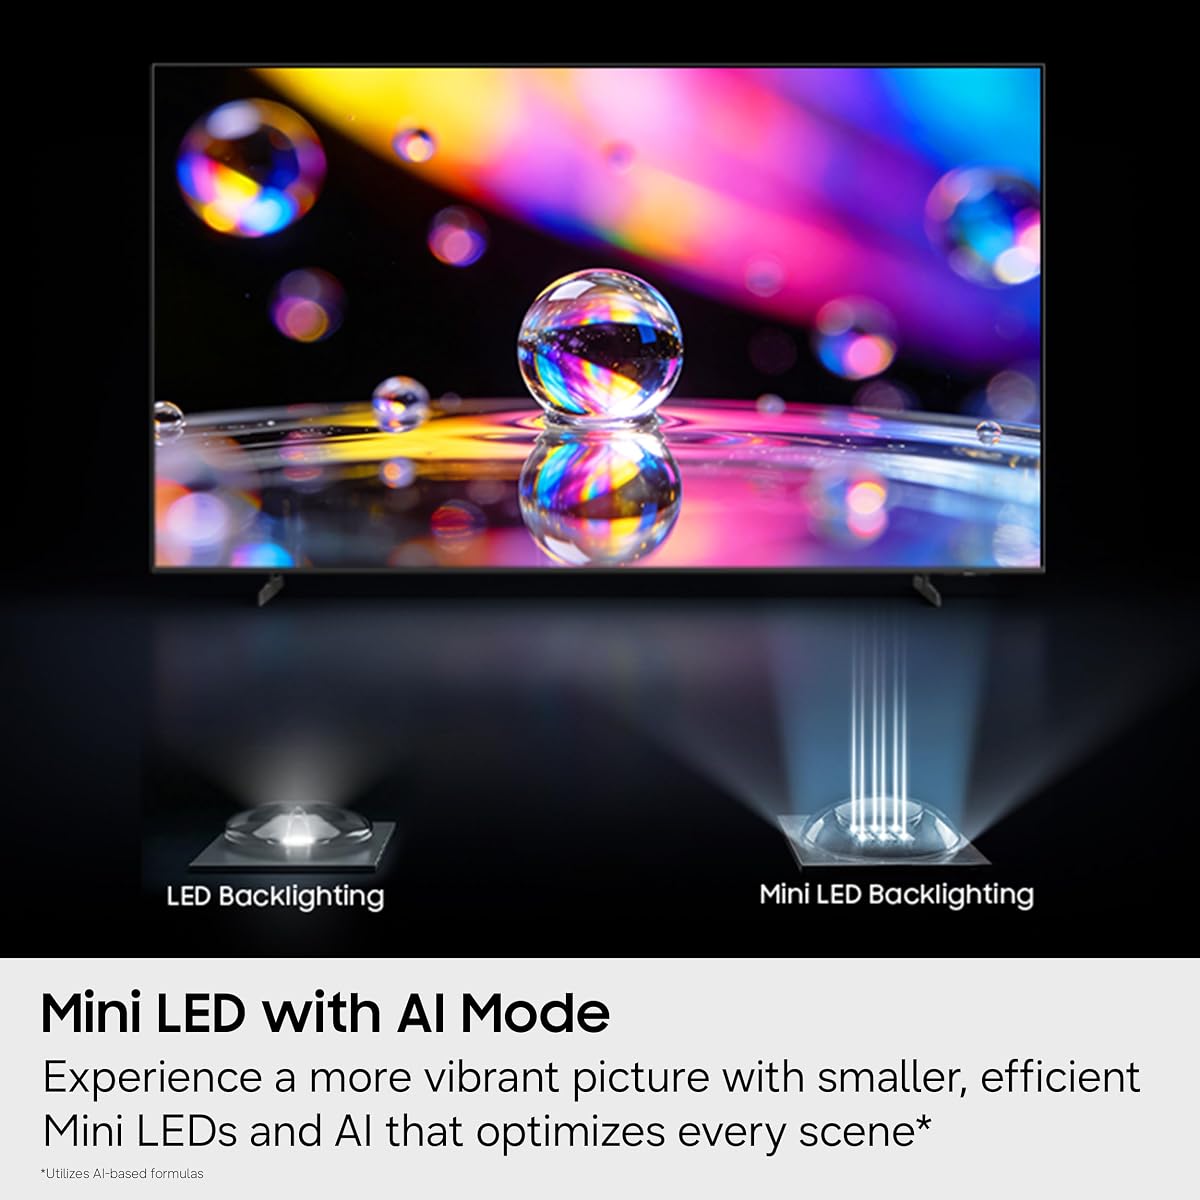 LED Backlighting
Mini LED Backlighting
Mini LED with AI Mode
Experience a more vibrant picture with smaller, efficient
Mini LEDs and AI that optimizes every scene*
*Utilizes AI-based formulas